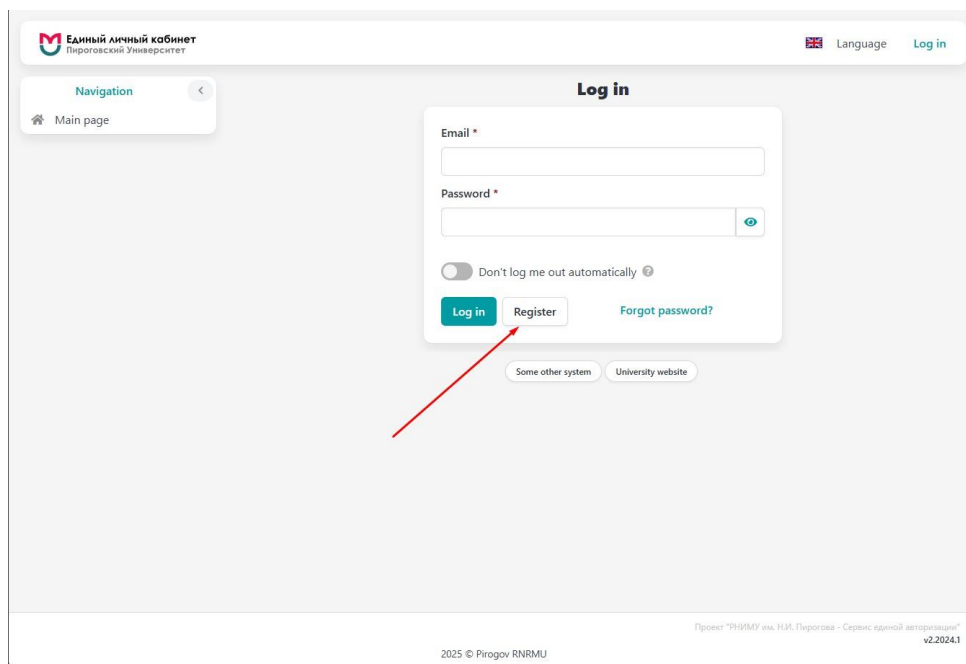 Единый личный кабинет
Пироговский Университет
Language
Log in
Navigation
Main page
Log in
Email *
Password *
Don't log me out automatically
Log in
Register
Forgot password?
Some other system
University website
Проект "РНИМУ им. Н.И. Пирогова - Сервис единой авторизации"
v2.2024.1
2025 © Pirogov RNRMU